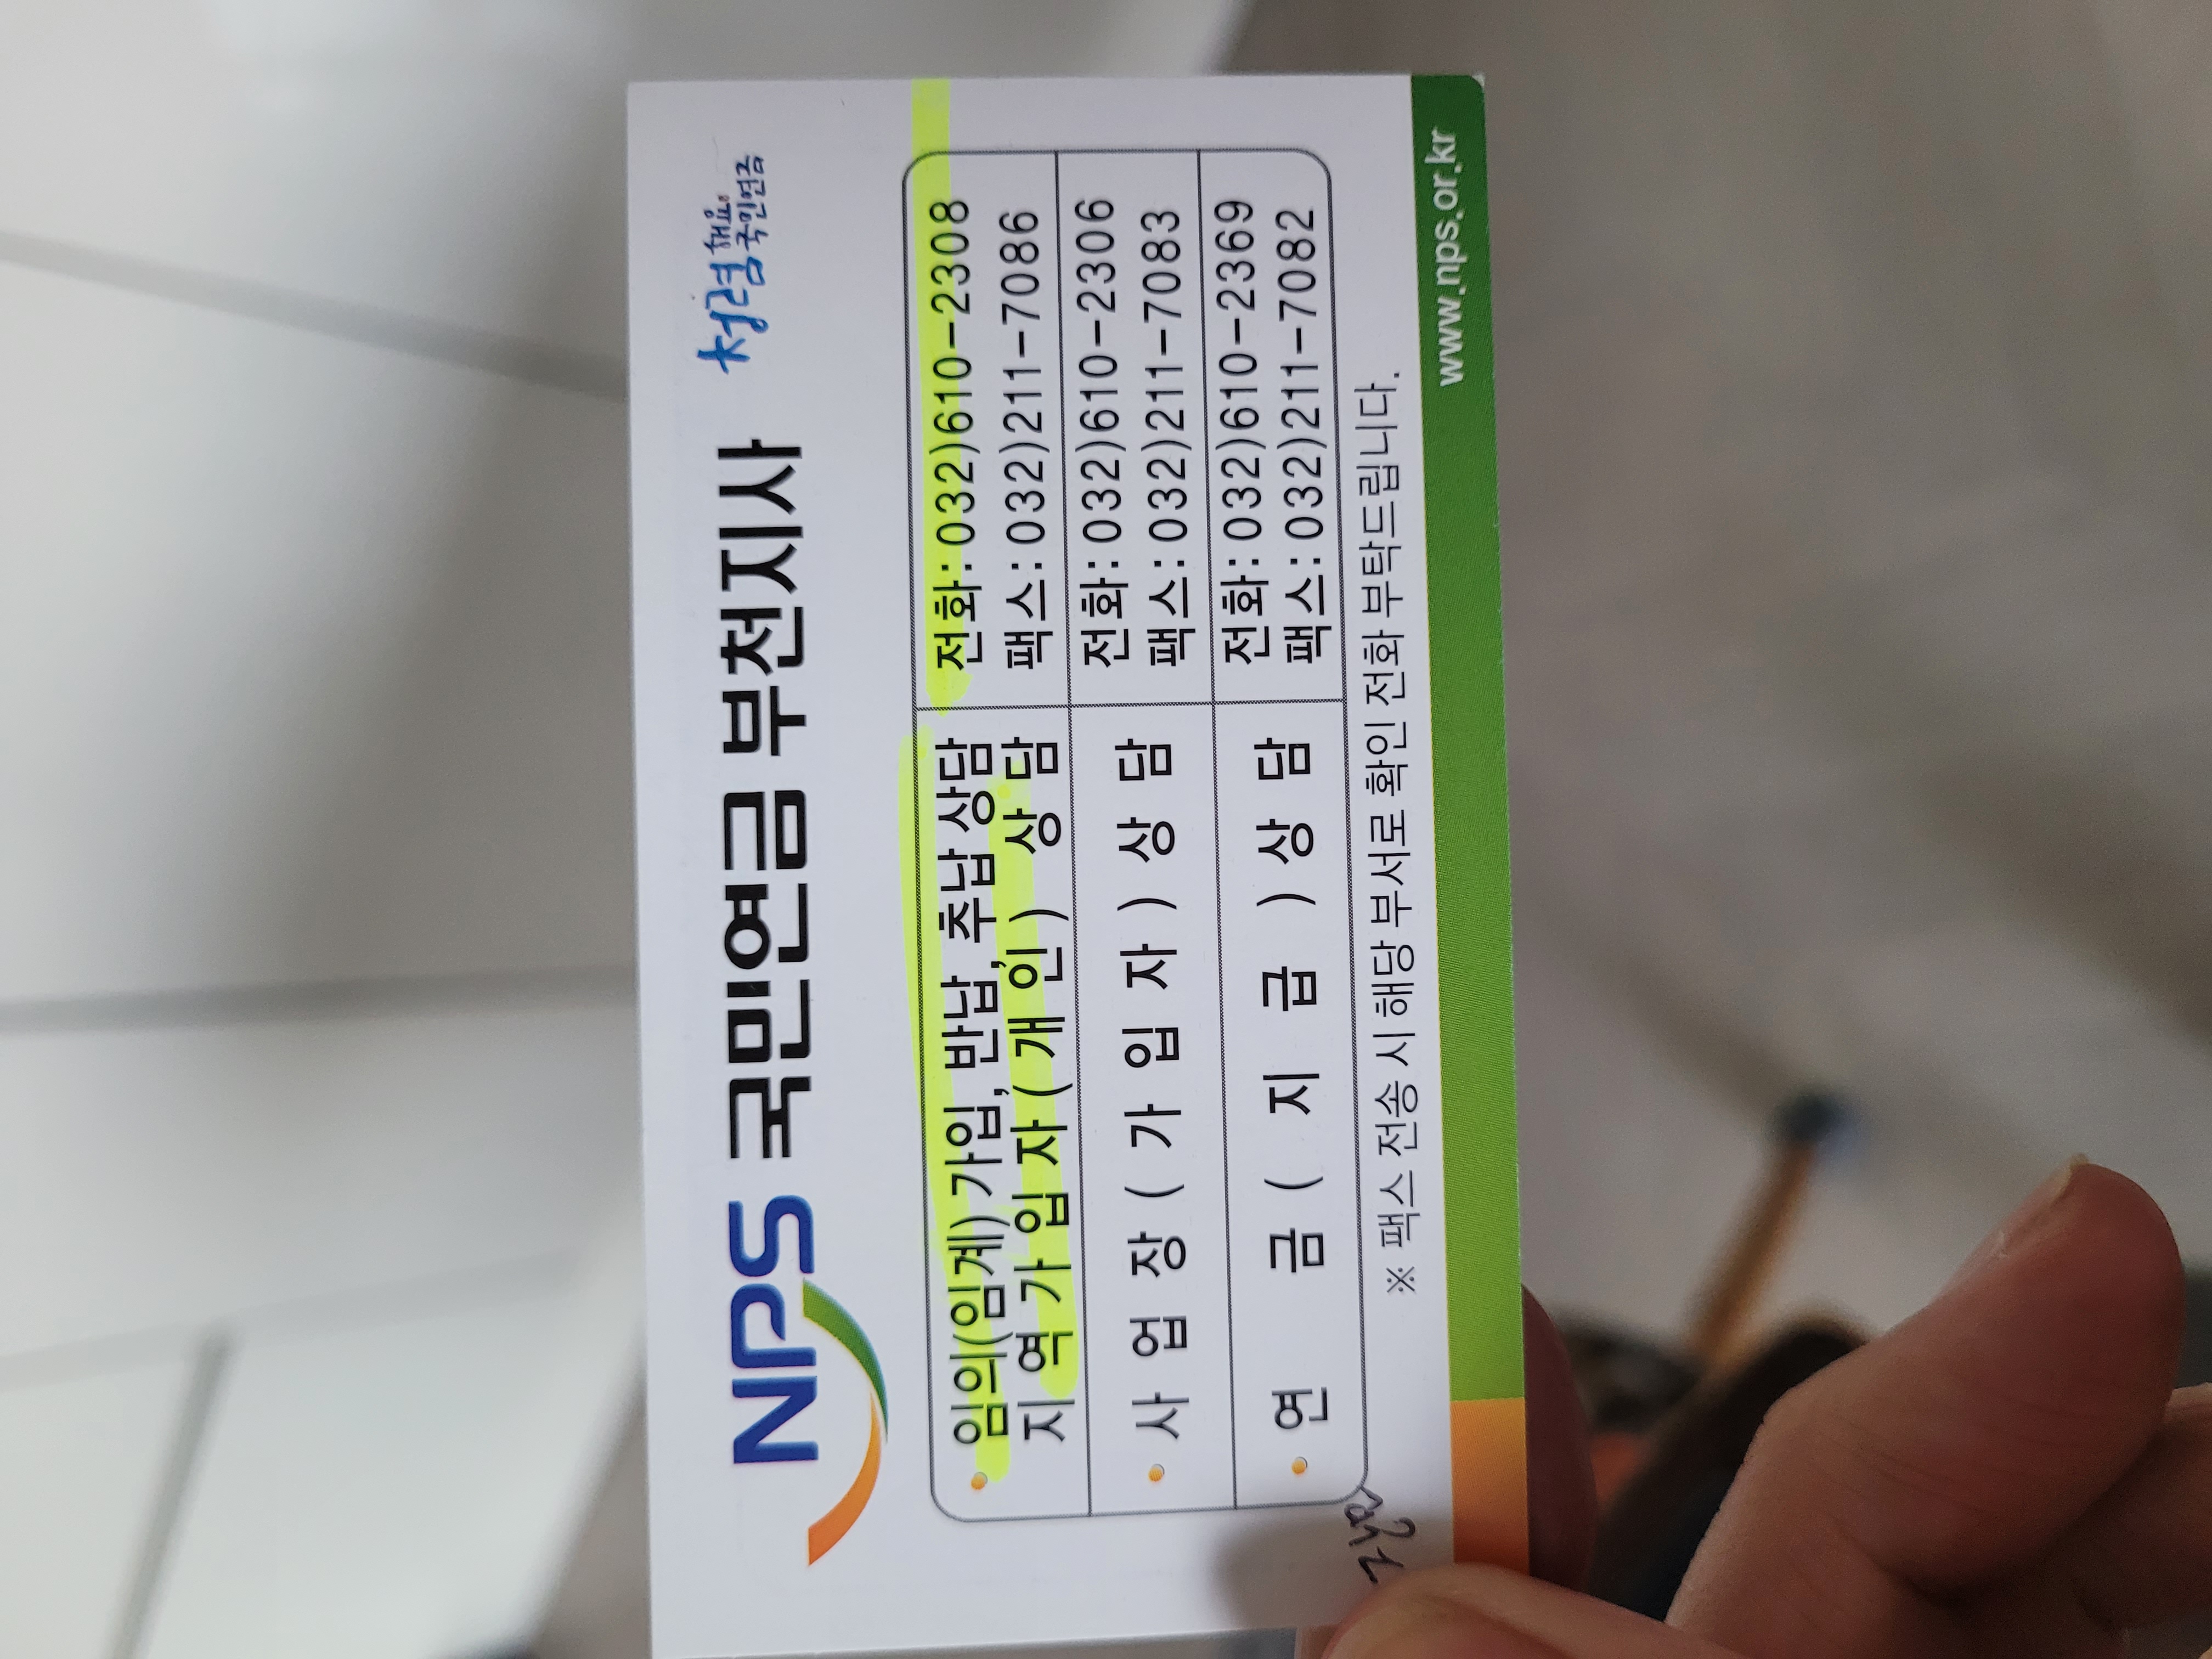 NPS 국민연금 부천지사
청렴해요.
국민연금
• 임의(임계) 가입, 반납, 추납 상담
지역가입자(개인) 상담
전화:032)610-2308
팩스:032)211-7086
• 사업장(가입자)상담
전화:032)610-2306
팩스:032)211-7083
• 연금(지급)상담
전화:032)610-2369
팩스:032)211-7082
※ 팩스 전송 시 해당 부서로 확인 전화 부탁드립니다.
www.nps.or.kr